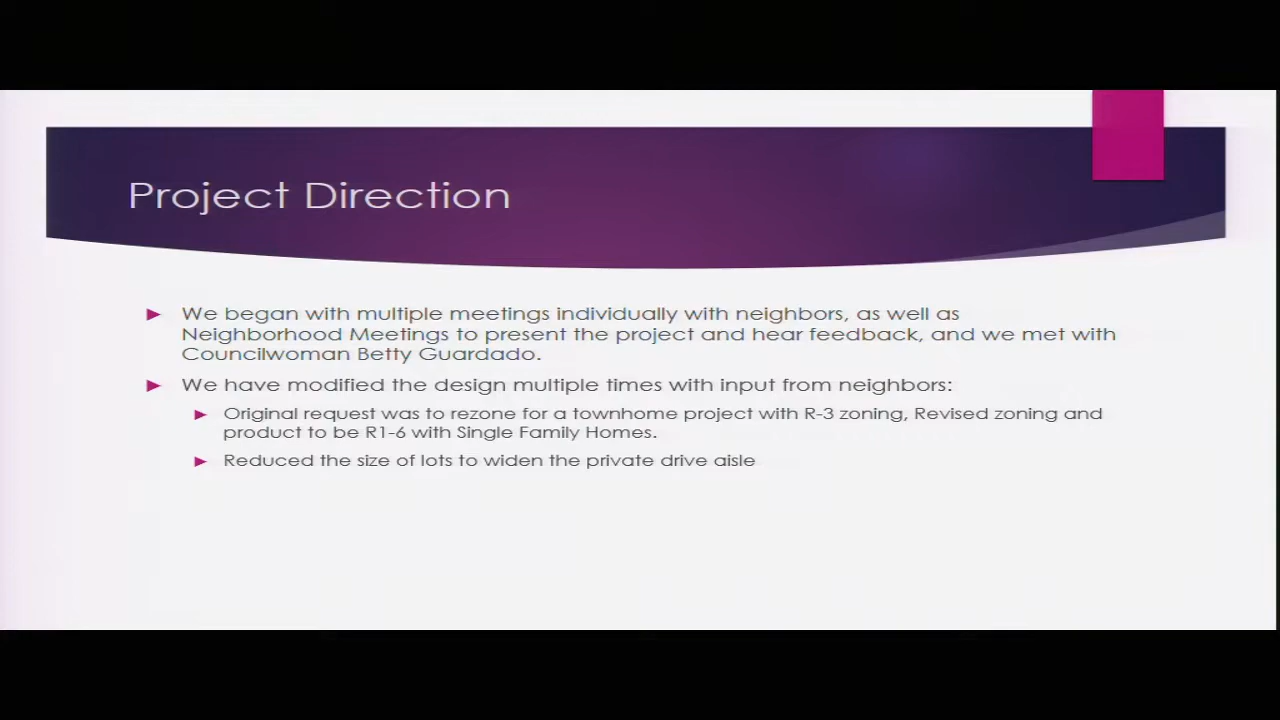 Project Direction
We began with multiple meetings individually with neighbors, as well as
Neighborhood Meetings to present the project and hear feedback, and we met with
Councilwoman Betty Guardado.
We have modified the design multiple times with input from neighbors:
Original request was to rezone for a townhome project with R-3 zoning, Revised zoning and
product to be R1-6 with Single Family Homes.
Reduced the size of lots to widen the private drive aisle